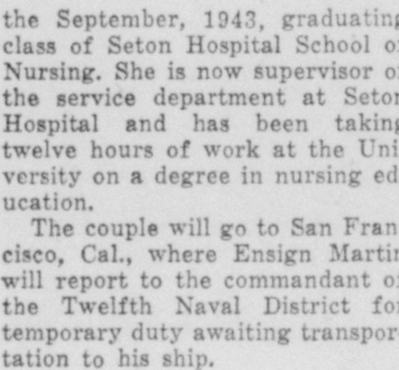 the September, 1943, graduating
class of Seton Hospital School of
Nursing. She is now supervisor of
the service department at Seton
Hospital and has been taking
twelve hours of work at the Uni-
versity on a degree in nursing ed-
ucation.
The couple will go to San Fran-
cisco, Cal., where Ensign Martin
will report to the commandant of
the Twelfth Naval District for
temporary duty awaiting transpor-
tation to his ship.